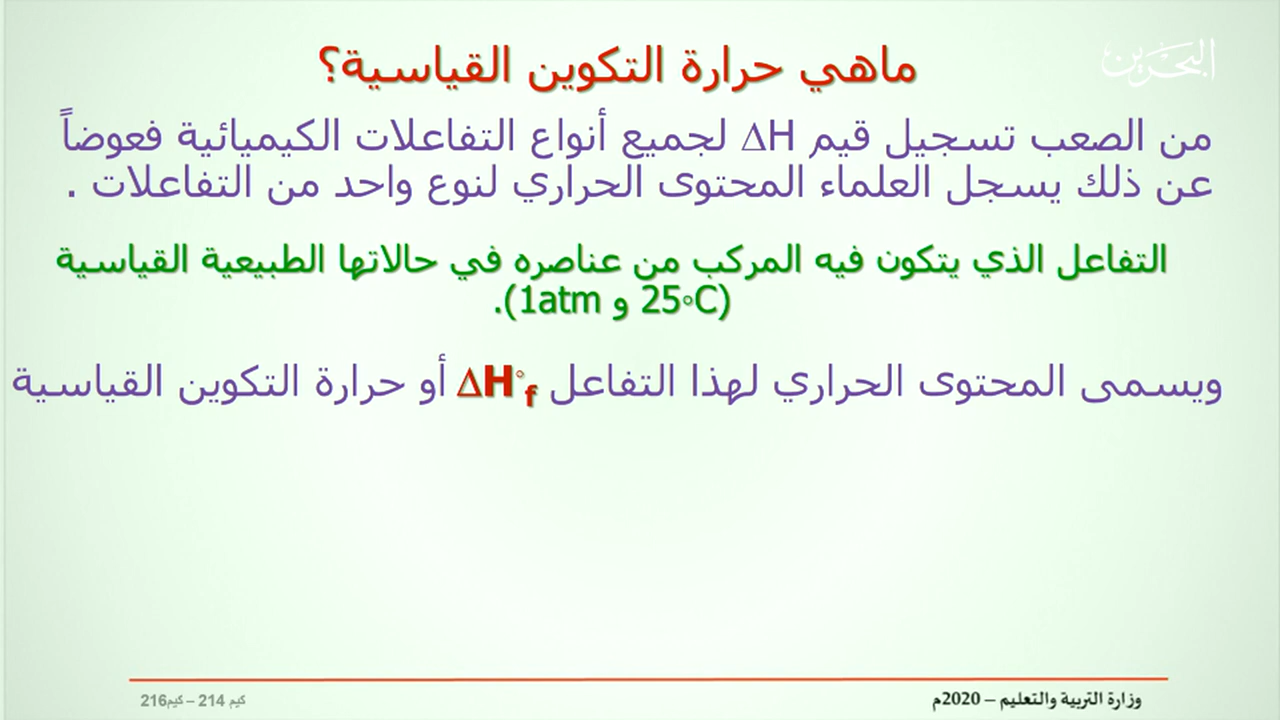 ماهي حرارة التكوين القياسية؟
البحرين
من الصعب تسجيل قيم ΔH لجميع أنواع التفاعلات الكيميائية فعوضاً
عن ذلك يسجل العلماء المحتوى الحراري لنوع واحد من التفاعلات .
التفاعل الذي يتكون فيه المركب من عناصره في حالاتها الطبيعية القياسية
(25◦C و 1atm).
ويسمى المحتوى الحراري لهذا التفاعل ΔH°f أو حرارة التكوين القياسية
وزارة التربية والتعليم – 2020م
كيم 214 – كيم216